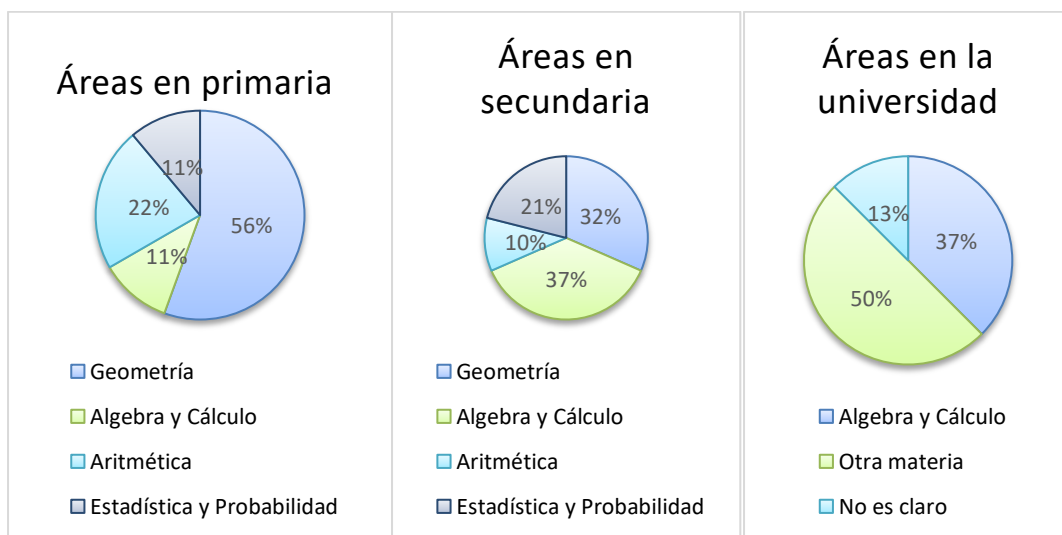 Áreas en primaria
11%
22%
56%
11%
Geometría
Algebra y Cálculo
Aritmética
Estadística y Probabilidad
Áreas en
secundaria
21%
32%
10%
37%
Geometría
Algebra y Cálculo
Aritmética
Estadística y Probabilidad
Áreas en la
universidad
13%
37%
50%
Algebra y Cálculo
Otra materia
No es claro